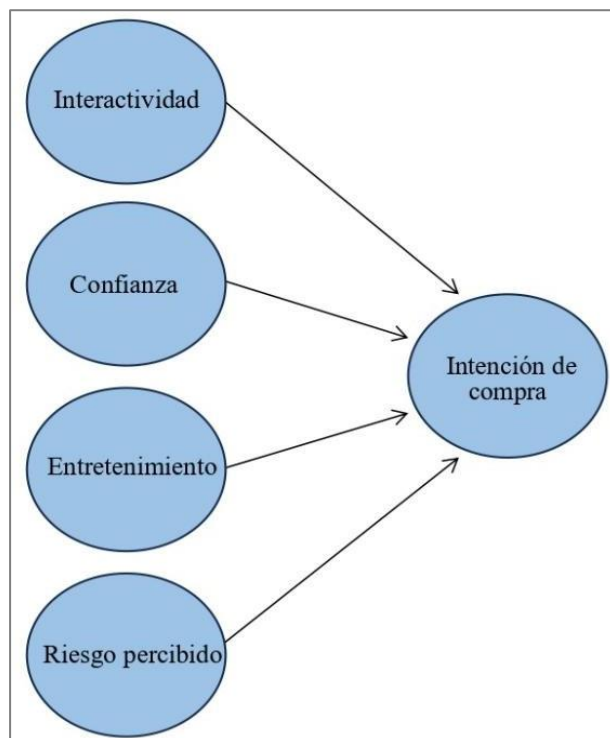 Interactividad
Confianza
Intención de
compra
Entretenimiento
Riesgo percibido